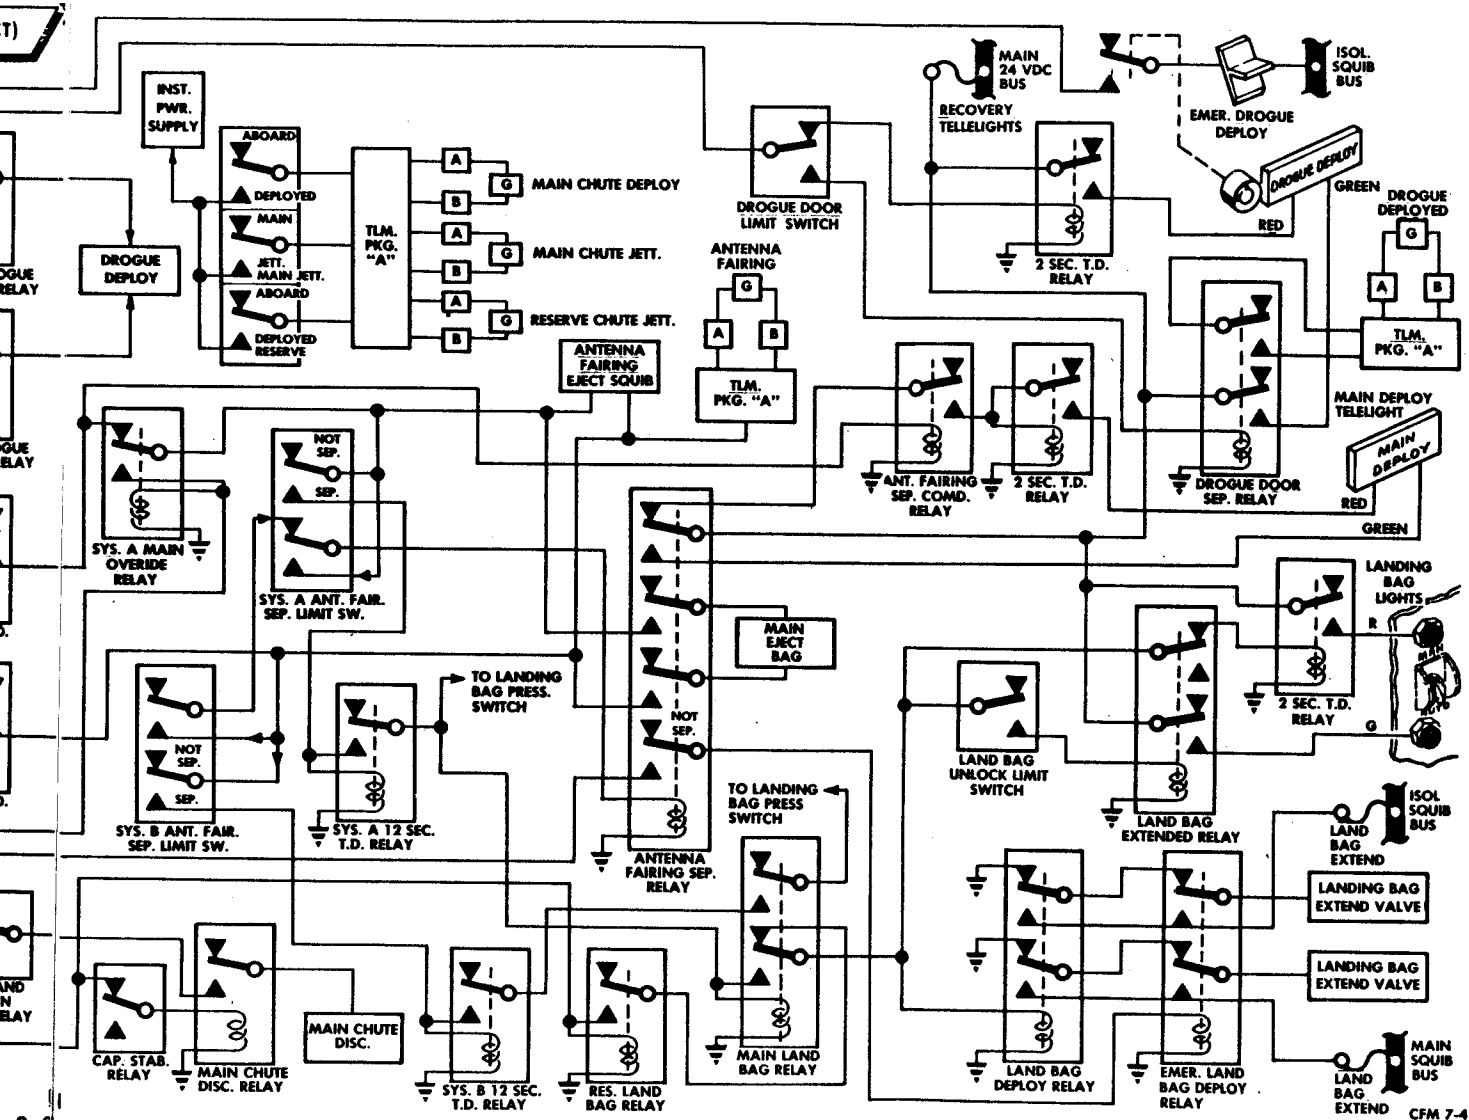 CT)
INST.
PWR.
SUPPLY
ABOARD
DEPLOYED
MAIN
JETT.
MAIN JETT.
ABOARD
DEPLOYED
RESERVE
TLM.
PKG.
"A"
A
G
B
MAIN CHUTE DEPLOY
A
G
B
MAIN CHUTE JETT.
A
G
B
RESERVE CHUTE JETT.
DROGUE
DEPLOY
OGUE
RELAY
OGUE
ELAY
DROGUE DOOR
LIMIT SWITCH
MAIN
24 VDC
BUS
RECOVERY
TELLELIGHTS
2 SEC. T.D.
RELAY
EMER. DROGUE
DEPLOY
ISOL.
SQUIB
BUS
DROGUE DEPLOY
GREEN
RED
DROGUE
DEPLOYED
G
A
B
TLM.
PKG. "A"
DROGUE DOOR
SEP. RELAY
ANTENNA
FAIRING
G
A
B
TLM.
PKG. "A"
ANTENNA
FAIRING
EJECT SQUIB
ANT. FAIRING
SEP. COMD.
RELAY
2 SEC. T.D.
RELAY
MAIN DEPLOY
TELELIGHT
MAIN
DEPLOY
RED
GREEN
SYS. A MAIN
OVERIDE
RELAY
NOT
SEP.
SEP.
SYS. A ANT. FAIR.
SEP. LIMIT SW.
MAIN
EJECT
BAG
NOT
SEP.
ANTENNA
FAIRING SEP.
RELAY
D.
NOT
SEP.
SEP.
SYS. B ANT. FAIR.
SEP. LIMIT SW.
TO LANDING
BAG PRESS.
SWITCH
SYS. A 12 SEC.
T.D. RELAY
D.
LANDING
BAG
LIGHTS
R
MAN
AUTO
G
2 SEC. T.D.
RELAY
LAND BAG
UNLOCK LIMIT
SWITCH
LAND BAG
EXTENDED RELAY
TO LANDING
BAG PRESS
SWITCH
MAIN LAND
BAG RELAY
ISOL
SQUIB
BUS
LAND
BAG
EXTEND
LANDING BAG
EXTEND VALVE
LANDING BAG
EXTEND VALVE
MAIN
SQUIB
BUS
LAND
BAG
EXTEND
LAND BAG
DEPLOY RELAY
EMER. LAND
BAG DEPLOY
RELAY
AND
N
ELAY
CAP. STAB.
RELAY
MAIN CHUTE
DISC. RELAY
MAIN CHUTE
DISC.
SYS. B 12 SEC.
T.D. RELAY
RES. LAND
BAG RELAY
CFM 7-4